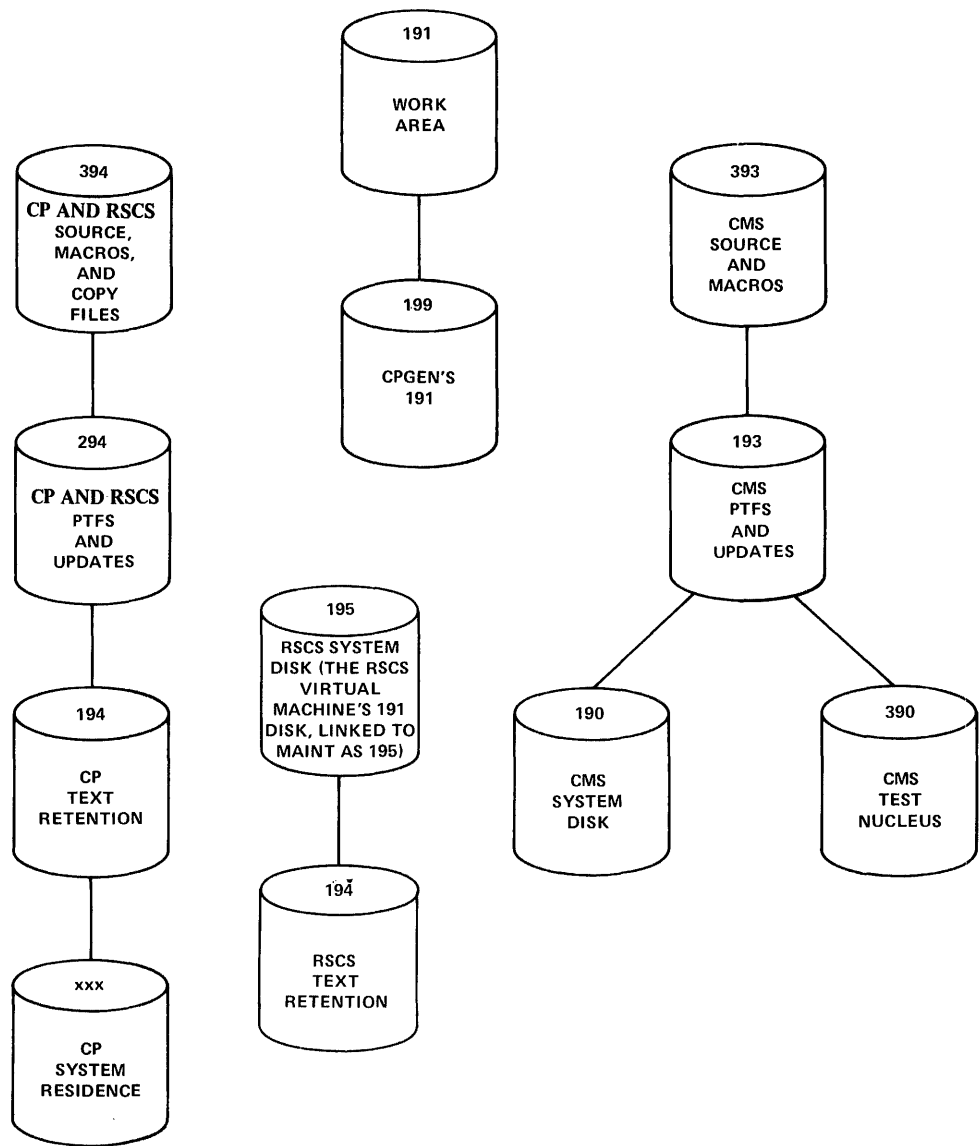 191
WORK
AREA
394
CP AND RSCS
SOURCE,
MACROS,
AND
COPY
FILES
393
CMS
SOURCE
AND
MACROS
199
CPGEN'S
191
294
CP AND RSCS
PTFS
AND
UPDATES
193
CMS
PTFS
AND
UPDATES
195
RSCS SYSTEM
DISK (THE RSCS
VIRTUAL
MACHINE'S 191
DISK, LINKED TO
MAINT AS 195)
194
CP
TEXT
RETENTION
190
CMS
SYSTEM
DISK
390
CMS
TEST
NUCLEUS
194
RSCS
TEXT
RETENTION
xxx
CP
SYSTEM
RESIDENCE